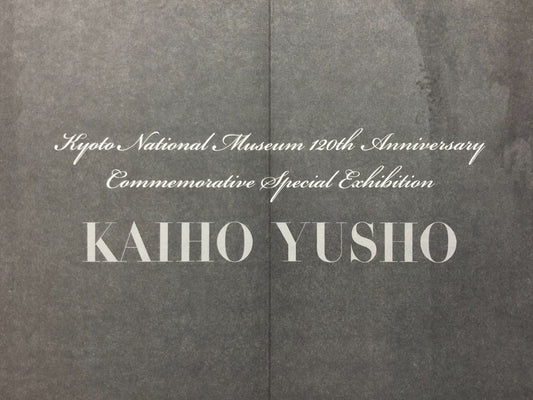 Kyoto National Museum 120th Anniversary
Commemorative Special Exhibition
KAIHO YUSHO